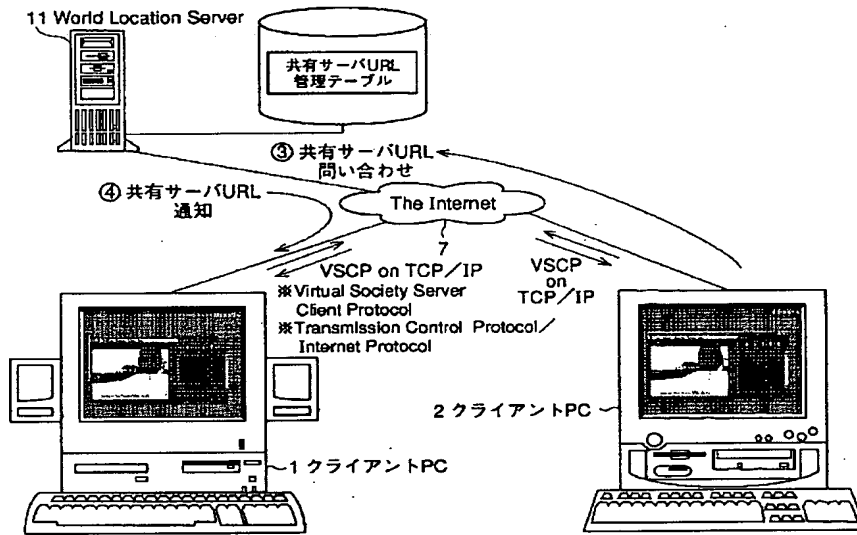 11 World Location Server
共有サーバURL
管理テーブル
③ 共有サーバURL
問い合わせ
④ 共有サーバURL
通知
The Internet
7
VSCP on TCP／IP
※Virtual Society Server
Client Protocol
※Transmission Control Protocol／
Internet Protocol
VSCP
on
TCP／IP
2 クライアントPC
1 クライアントPC